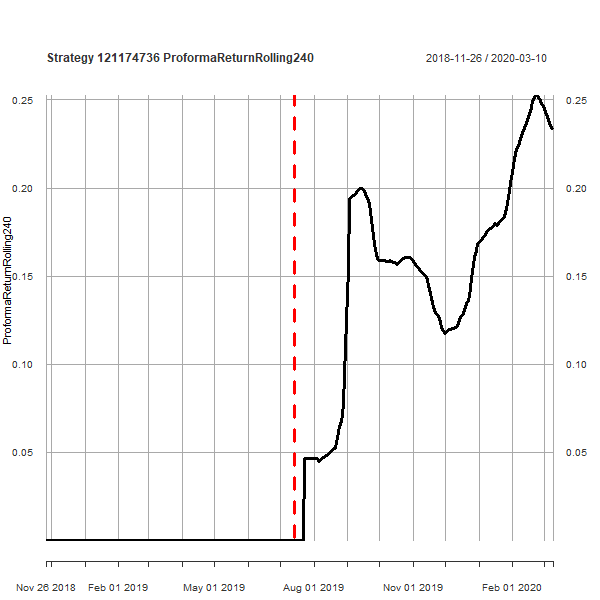 Strategy 121174736 ProformaReturnRolling240
2018-11-26 / 2020-03-10
ProformaReturnRolling240
0.25 0.25
0.20 0.20
0.15 0.15
0.10 0.10
0.05 0.05
Nov 26 2018 Feb 01 2019 May 01 2019 Aug 01 2019 Nov 01 2019 Feb 01 2020